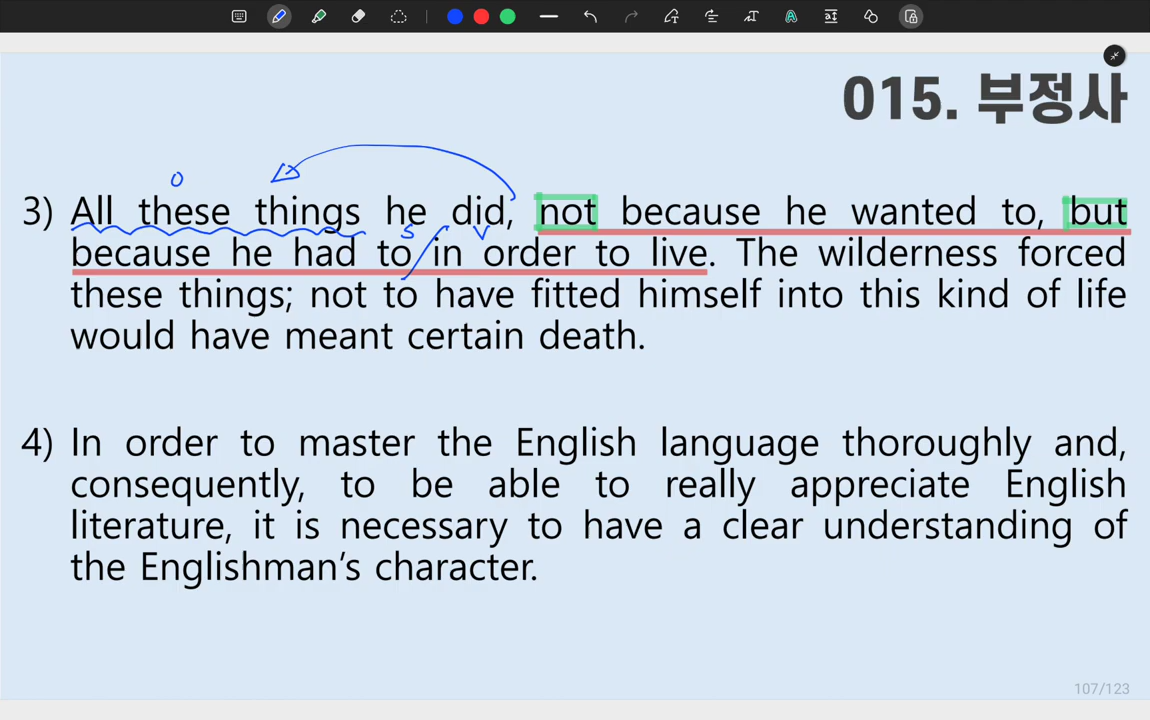 015. 부정사
O
3) All these things he did, not because he wanted to, but
S V
because he had to in order to live. The wilderness forced
these things; not to have fitted himself into this kind of life
would have meant certain death.
4) In order to master the English language thoroughly and,
consequently, to be able to really appreciate English
literature, it is necessary to have a clear understanding of
the Englishman’s character.
107/123